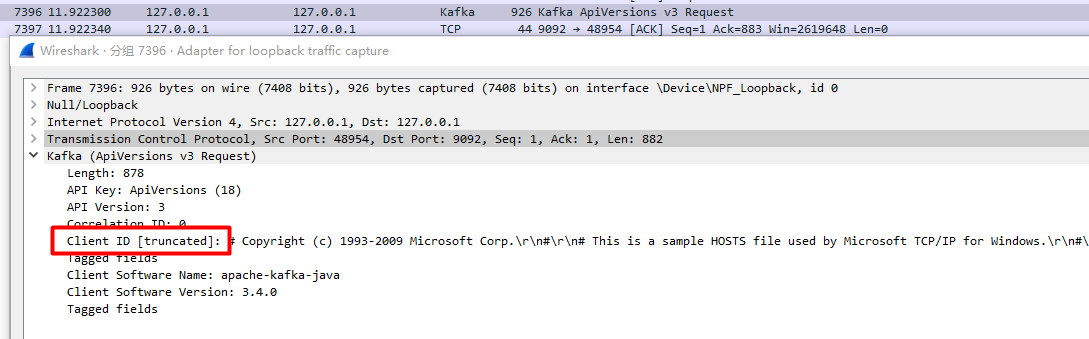 7396 11.922300 127.0.0.1 127.0.0.1 Kafka 926 Kafka ApiVersions v3 Request
7397 11.922340 127.0.0.1 127.0.0.1 TCP 44 9092 → 48954 [ACK] Seq=1 Ack=883 Win=2619648 Len=0
Wireshark · 分组 7396 · Adapter for loopback traffic capture
Frame 7396: 926 bytes on wire (7408 bits), 926 bytes captured (7408 bits) on interface \Device\NPF_Loopback, id 0
Null/Loopback
Internet Protocol Version 4, Src: 127.0.0.1, Dst: 127.0.0.1
Transmission Control Protocol, Src Port: 48954, Dst Port: 9092, Seq: 1, Ack: 1, Len: 882
Kafka (ApiVersions v3 Request)
Length: 878
API Key: ApiVersions (18)
API Version: 3
Correlation ID: 0
Client ID [truncated]: # Copyright (c) 1993-2009 Microsoft Corp.\r\n#\r\n# This is a sample HOSTS file used by Microsoft TCP/IP for Windows.\r\n#\
Tagged fields
Client Software Name: apache-kafka-java
Client Software Version: 3.4.0
Tagged fields